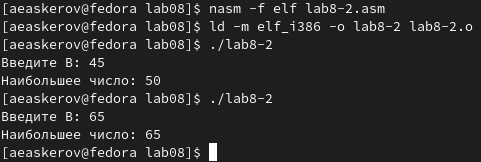 [aeaskerov@fedora lab08]$ nasm -f elf lab8-2.asm
[aeaskerov@fedora lab08]$ ld -m elf_i386 -o lab8-2 lab8-2.o
[aeaskerov@fedora lab08]$ ./lab8-2
Введите B: 45
Наибольшее число: 50
[aeaskerov@fedora lab08]$ ./lab8-2
Введите B: 65
Наибольшее число: 65
[aeaskerov@fedora lab08]$